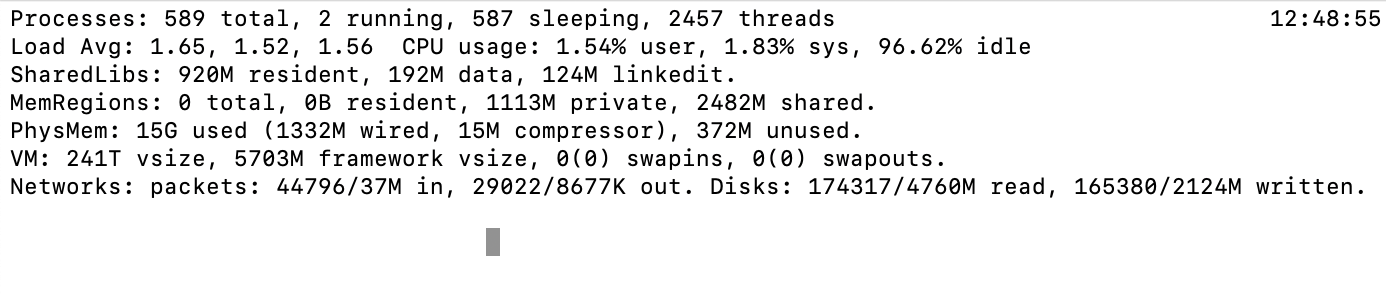 Processes: 589 total, 2 running, 587 sleeping, 2457 threads 12:48:55
Load Avg: 1.65, 1.52, 1.56  CPU usage: 1.54% user, 1.83% sys, 96.62% idle
SharedLibs: 920M resident, 192M data, 124M linkedit.
MemRegions: 0 total, 0B resident, 1113M private, 2482M shared.
PhysMem: 15G used (1332M wired, 15M compressor), 372M unused.
VM: 241T vsize, 5703M framework vsize, 0(0) swapins, 0(0) swapouts.
Networks: packets: 44796/37M in, 29022/8677K out. Disks: 174317/4760M read, 165380/2124M written.